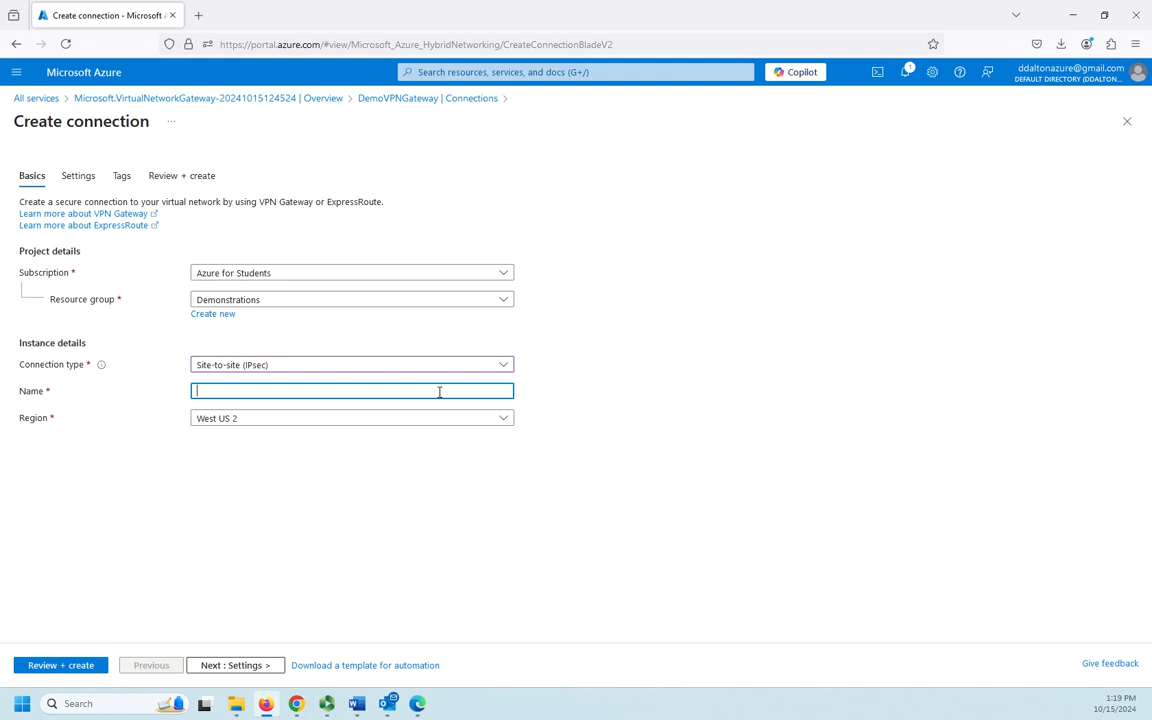 Create connection - Microsoft A
https://portal.azure.com/#view/Microsoft_Azure_HybridNetworking/CreateConnectionBladeV2
Microsoft Azure
Search resources, services, and docs (G+/)
Copilot
1
ddaltonazure@gmail.com
DEFAULT DIRECTORY (DDALTON...
All services > Microsoft.VirtualNetworkGateway-20241015124524 | Overview > DemoVPNGateway | Connections >
Create connection ...
Basics Settings Tags Review + create
Create a secure connection to your virtual network by using VPN Gateway or ExpressRoute.
Learn more about VPN Gateway
Learn more about ExpressRoute
Project details
Subscription * Azure for Students
Resource group * Demonstrations
Create new
Instance details
Connection type * Site-to-site (IPsec)
Name *
Region * West US 2
Review + create Previous Next : Settings > Download a template for automation Give feedback
Search
1:19 PM
10/15/2024